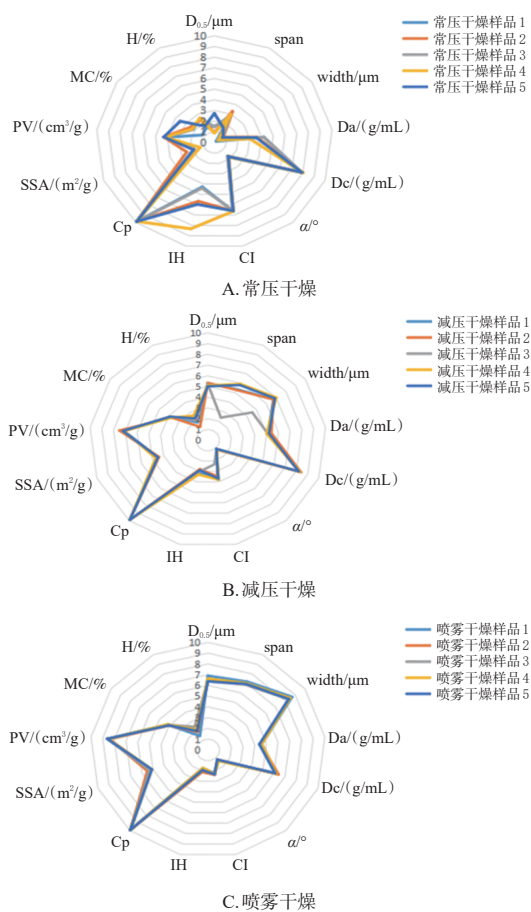 D0.5/μm
span
width/μm
Da/(g/mL)
Dc/(g/mL)
α/°
CI
IH
Cp
SSA/(m²/g)
PV/(cm³/g)
MC/%
H/%
10
9
8
7
6
5
4
3
2
1
0
常压干燥样品1
常压干燥样品2
常压干燥样品3
常压干燥样品4
常压干燥样品5
A.常压干燥
D0.5/μm
span
width/μm
Da/(g/mL)
Dc/(g/mL)
α/°
CI
IH
Cp
SSA/(m²/g)
PV/(cm³/g)
MC/%
H/%
10
9
8
7
6
5
4
3
2
1
0
减压干燥样品1
减压干燥样品2
减压干燥样品3
减压干燥样品4
减压干燥样品5
B.减压干燥
D0.5/μm
span
width/μm
Da/(g/mL)
Dc/(g/mL)
α/°
CI
IH
Cp
SSA/(m²/g)
PV/(cm³/g)
MC/%
H/%
10
9
8
7
6
5
4
3
2
1
0
喷雾干燥样品1
喷雾干燥样品2
喷雾干燥样品3
喷雾干燥样品4
喷雾干燥样品5
C.喷雾干燥